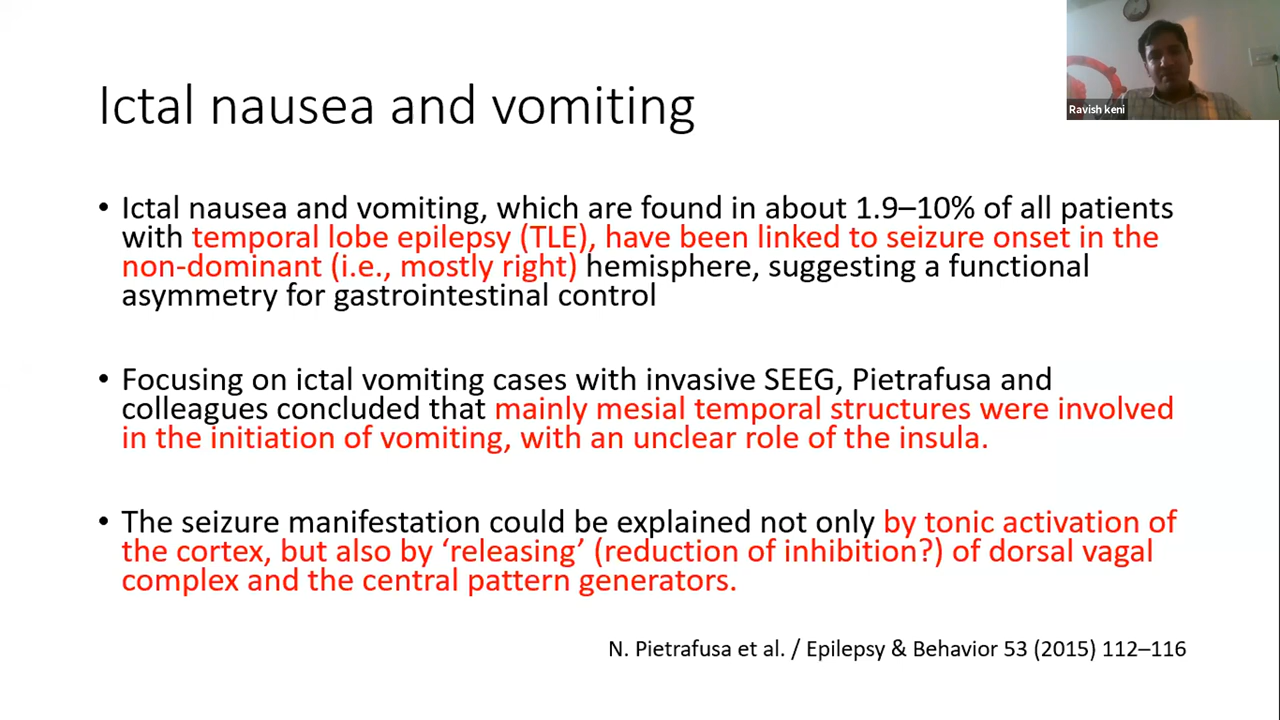 Ictal nausea and vomiting
Ravish keni
• Ictal nausea and vomiting, which are found in about 1.9–10% of all patients
with temporal lobe epilepsy (TLE), have been linked to seizure onset in the
non-dominant (i.e., mostly right) hemisphere, suggesting a functional
asymmetry for gastrointestinal control
• Focusing on ictal vomiting cases with invasive SEEG, Pietrafusa and
colleagues concluded that mainly mesial temporal structures were involved
in the initiation of vomiting, with an unclear role of the insula.
• The seizure manifestation could be explained not only by tonic activation of
the cortex, but also by ‘releasing’ (reduction of inhibition?) of dorsal vagal
complex and the central pattern generators.
N. Pietrafusa et al. / Epilepsy & Behavior 53 (2015) 112–116